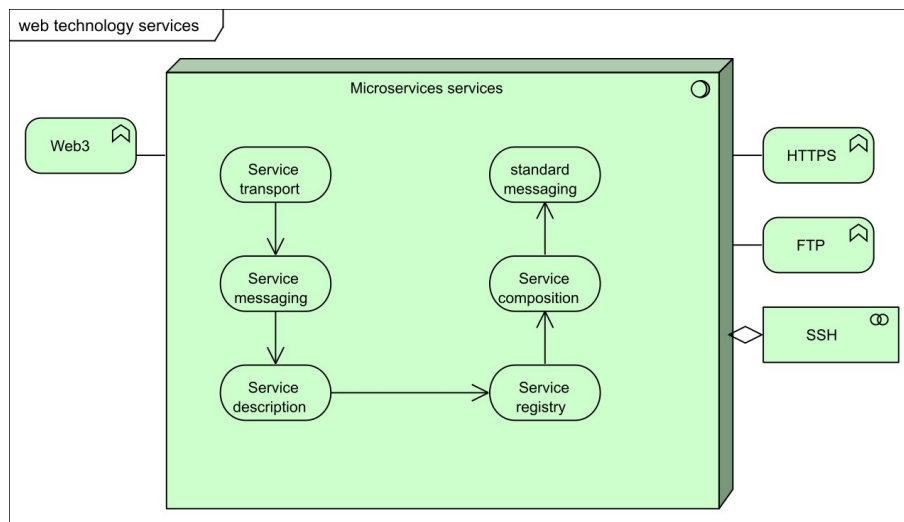 web technology services
Microservices services
Web3
Service
transport
Service
messaging
Service
description
standard
messaging
Service
composition
Service
registry
HTTPS
FTP
SSH